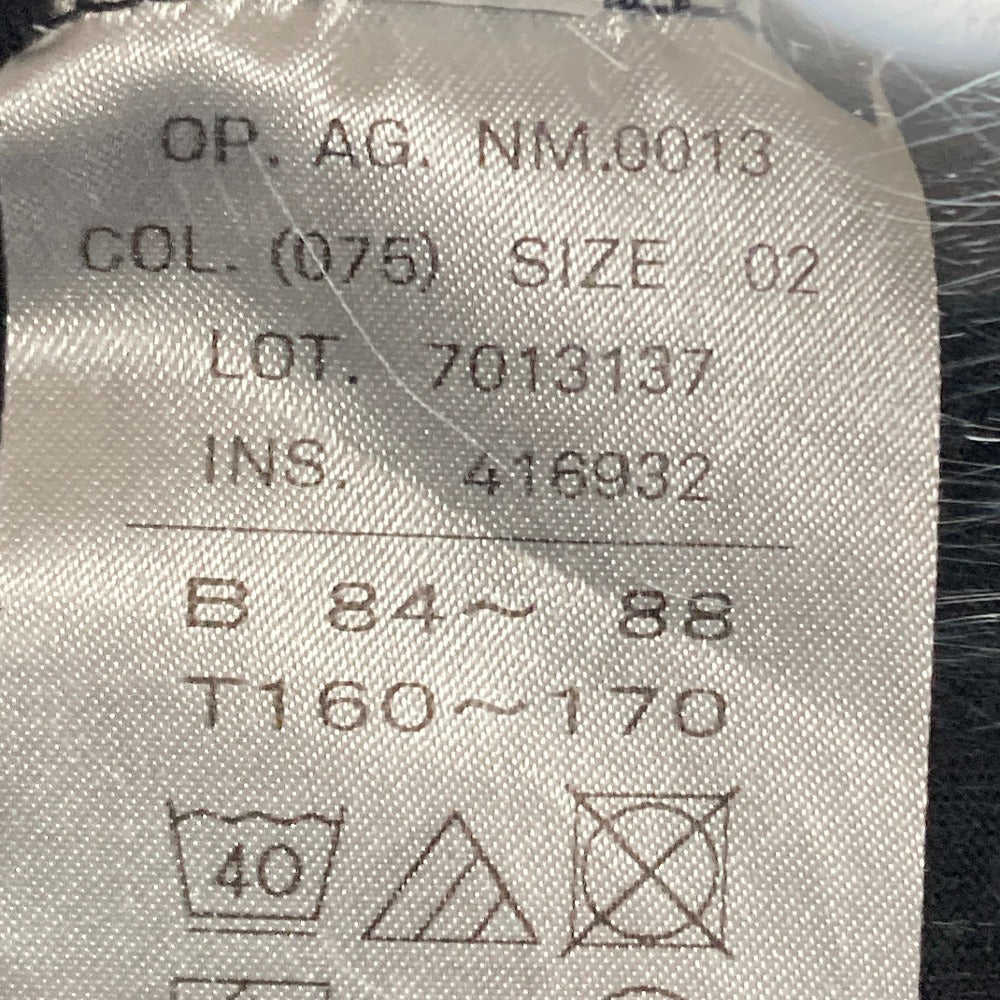 OP. AG. NM.0013
COL. (075) SIZE 02
LOT. 7013137
INS. 416932
B 84～ 88
T160～170
40